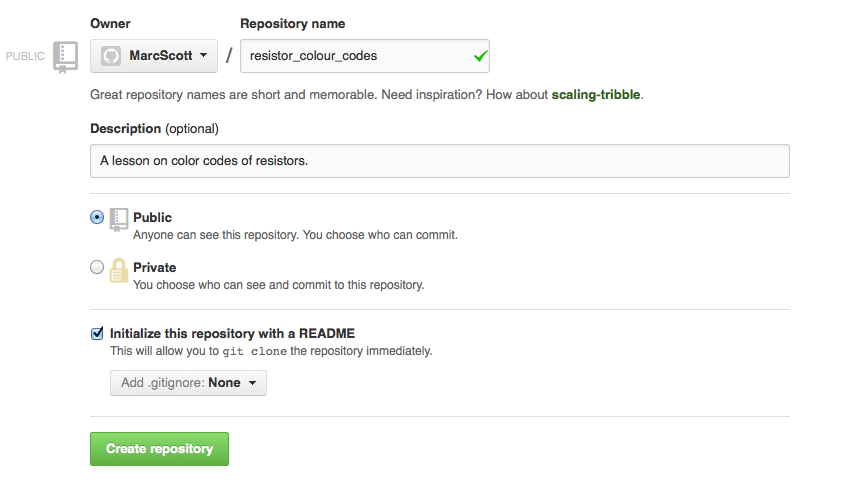 Owner Repository name
PUBLIC MarcScott / resistor_colour_codes
Great repository names are short and memorable. Need inspiration? How about scaling-tribble.
Description (optional)
A lesson on color codes of resistors.
Public
Anyone can see this repository. You choose who can commit.
Private
You choose who can see and commit to this repository.
Initialize this repository with a README
This will allow you to git clone the repository immediately.
Add .gitignore: None
Create repository